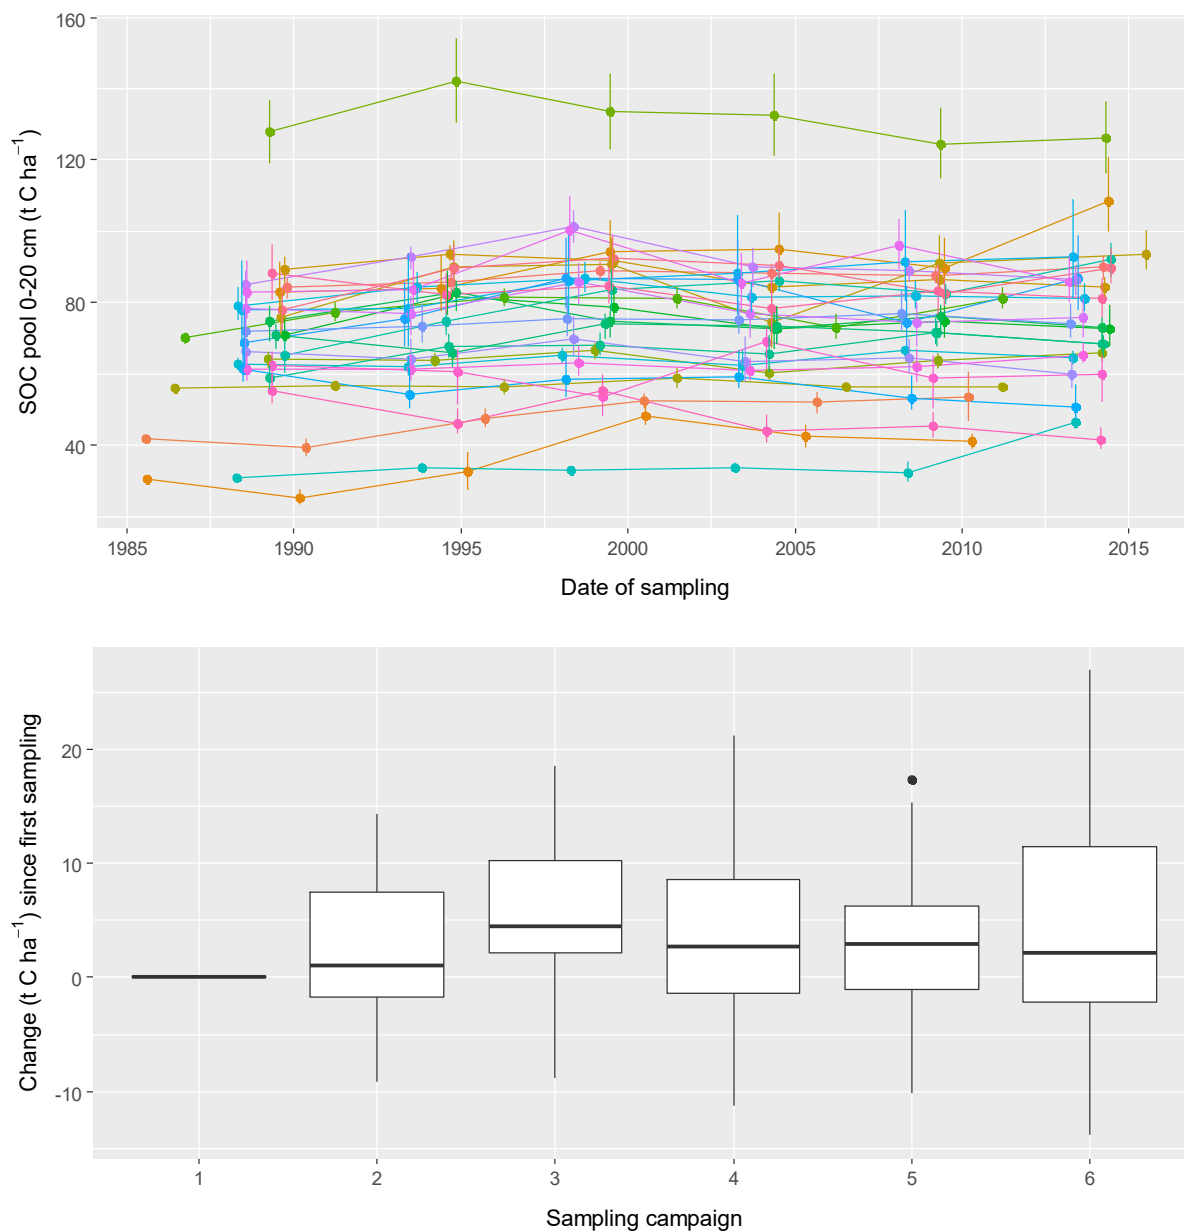 160
120
80
40
SOC pool 0-20 cm (t C ha⁻¹)
1985 1990 1995 2000 2005 2010 2015
Date of sampling
20
10
0
-10
Change (t C ha⁻¹) since first sampling
1 2 3 4 5 6
Sampling campaign